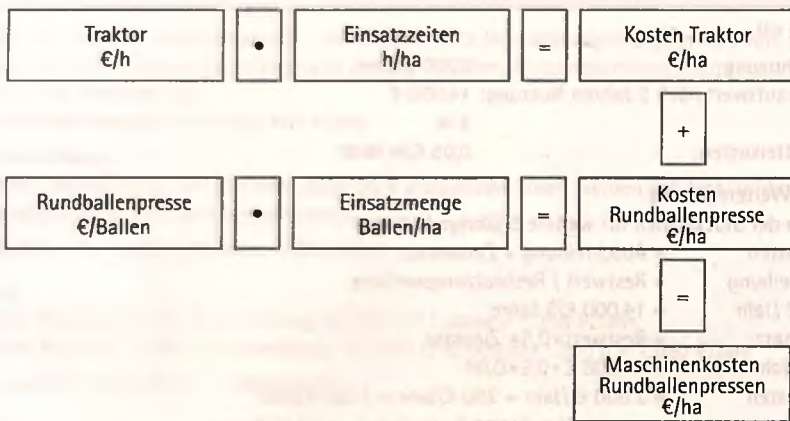 Traktor
€/h
•
Einsatzzeiten
h/ha
=
Kosten Traktor
€/ha
+
Rundballenpresse
€/Ballen
•
Einsatzmenge
Ballen/ha
=
Kosten
Rundballenpresse
€/ha
=
Maschinenkosten
Rundballenpressen
€/ha